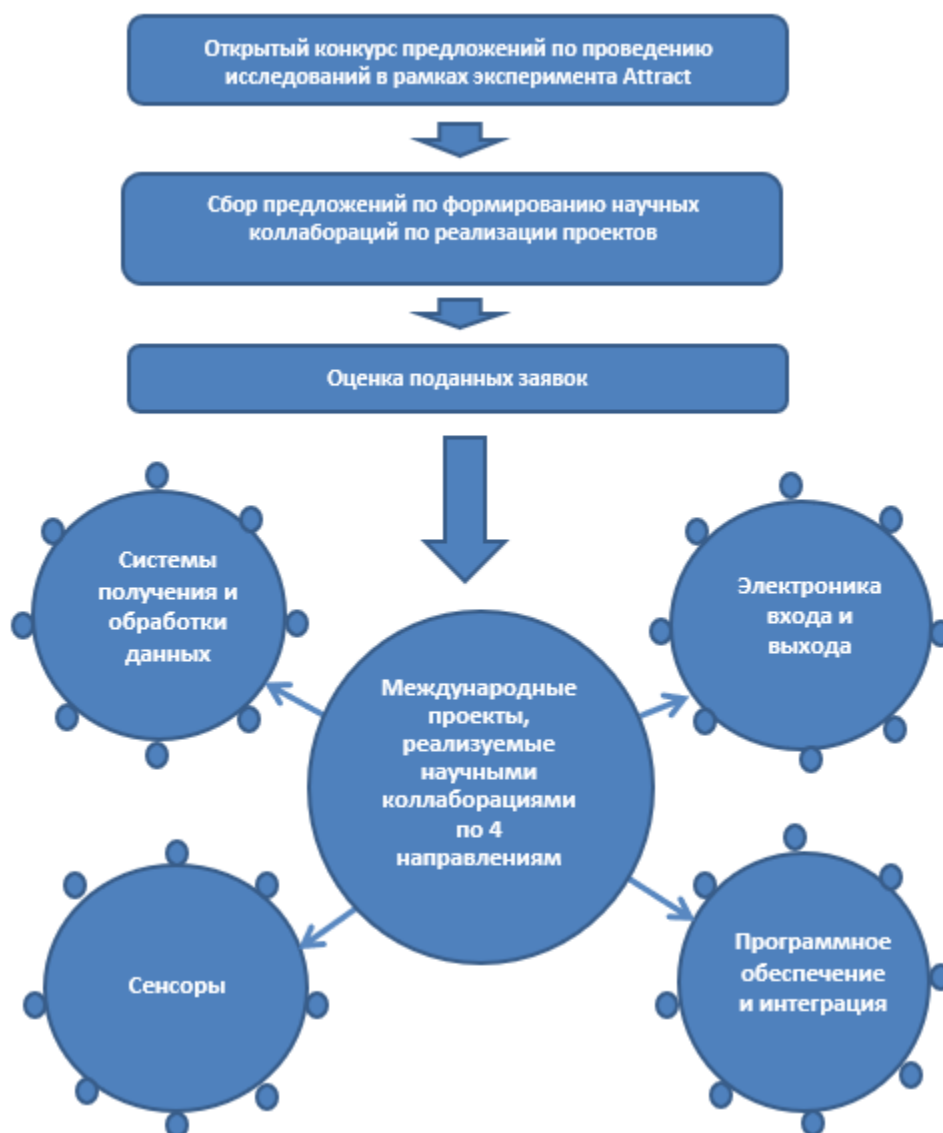 Открытый конкурс предложений по проведению
исследований в рамках эксперимента Attract
Сбор предложений по формированию научных
коллабораций по реализации проектов
Оценка поданных заявок
Системы
получения и
обработки
данных
Электроника
входа и
выхода
Международные
проекты,
реализуемые
научными
коллаборациями
по 4
направлениям
Сенсоры
Программное
обеспечение
и интеграция